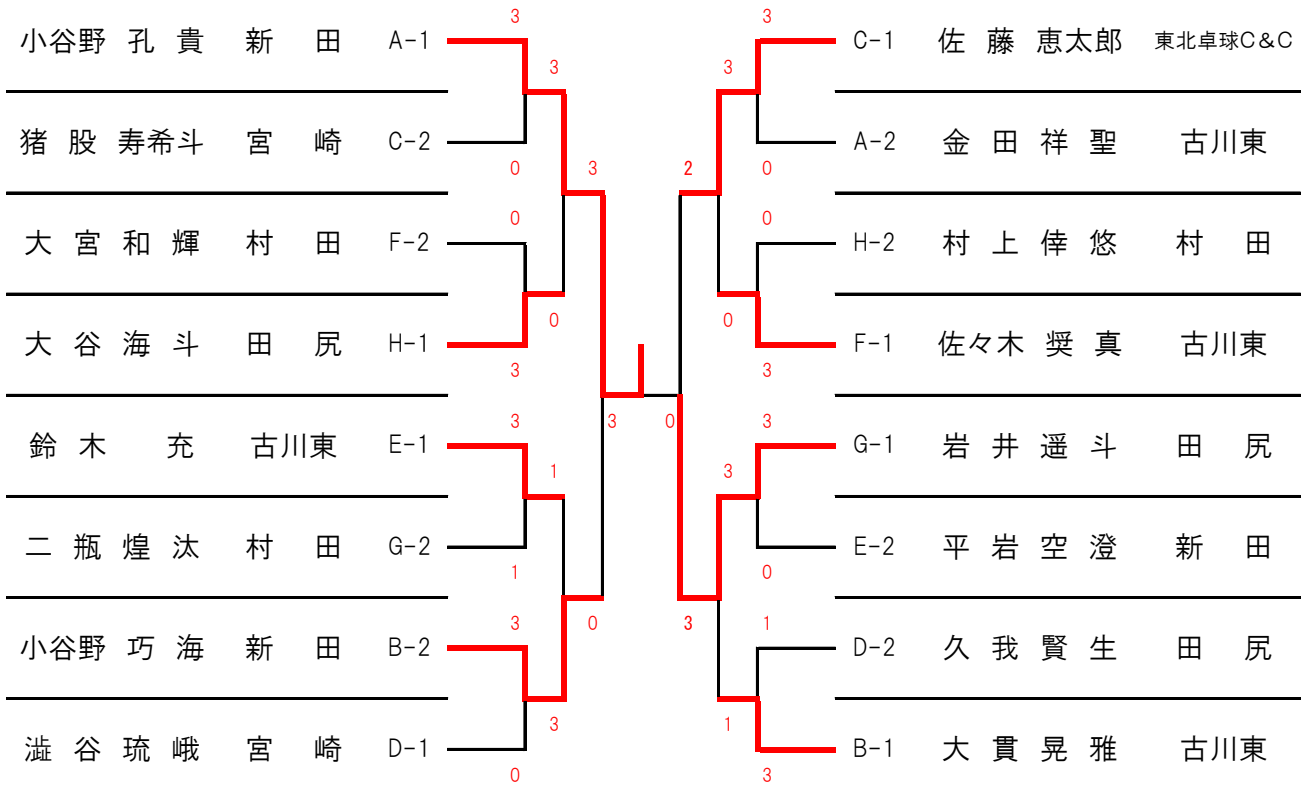 3 3
小谷野 孔 貴 新 田 A-1 C-1 佐 藤 恵太郎 東北卓球C&C
3 3
猪 股 寿希斗 宮 崎 C-2 A-2 金 田 祥 聖 古川東
0 3 2 0
0 0
大 宮 和 輝 村 田 F-2 H-2 村 上 倖 悠 村 田
0 0
大 谷 海 斗 田 尻 H-1 F-1 佐々木 奨 真 古川東
3 3
3 3 0 3
鈴 木 充 古川東 E-1 G-1 岩 井 遥 斗 田 尻
1 3
二 瓶 煌 汰 村 田 G-2 E-2 平 岩 空 澄 新 田
1 0
3 0 3 1
小谷野 巧 海 新 田 B-2 D-2 久 我 賢 生 田 尻
3 1
澁 谷 琉 峨 宮 崎 D-1 B-1 大 貫 晃 雅 古川東
0 3